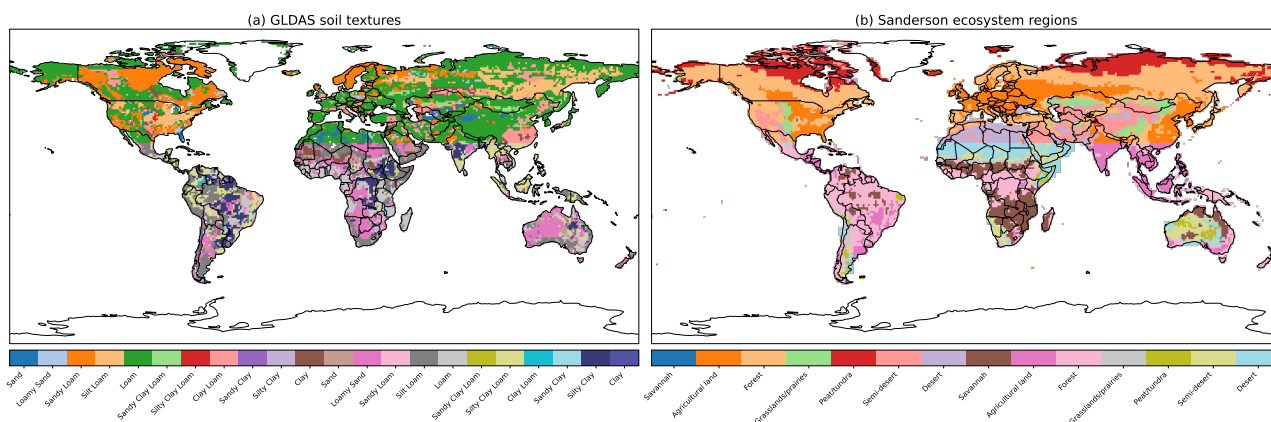 (a) GLDAS soil textures
(b) Sanderson ecosystem regions
Sand
Loamy Sand
Sandy Loam
Silt Loam
Loam
Sandy Clay Loam
Silty Clay Loam
Clay Loam
Sandy Clay
Silty Clay
Clay
Sand
Loamy Sand
Sandy Loam
Silt Loam
Loam
Sandy Clay Loam
Silty Clay Loam
Clay Loam
Sandy Clay
Silty Clay
Clay
Savannah
Agricultural land
Forest
Grasslands/prairies
Peat/tundra
Semi-desert
Desert
Savannah
Agricultural land
Forest
Grasslands/prairies
Peat/tundra
Semi-desert
Desert